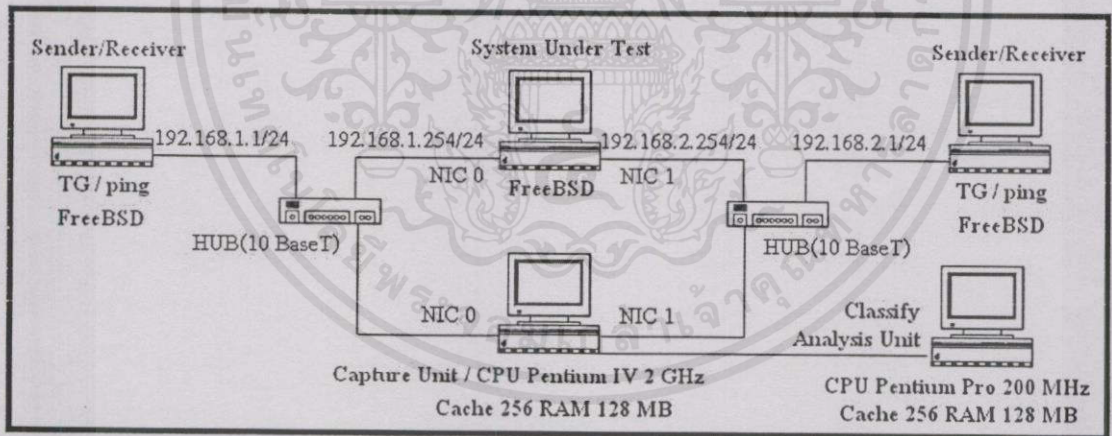 Sender/Receiver
System Under Test
Sender/Receiver
192.168.1.1/24
192.168.1.254/24
192.168.2.254/24
192.168.2.1/24
NIC 0
FreeBSD
NIC 1
TG / ping
FreeBSD
TG / ping
FreeBSD
HUB(10 BaseT)
HUB(10 BaseT)
NIC 0
NIC 1
Classify
Analysis Unit
Capture Unit / CPU Pentium IV 2 GHz
Cache 256 RAM 128 MB
CPU Pentium Pro 200 MHz
Cache 256 RAM 128 MB